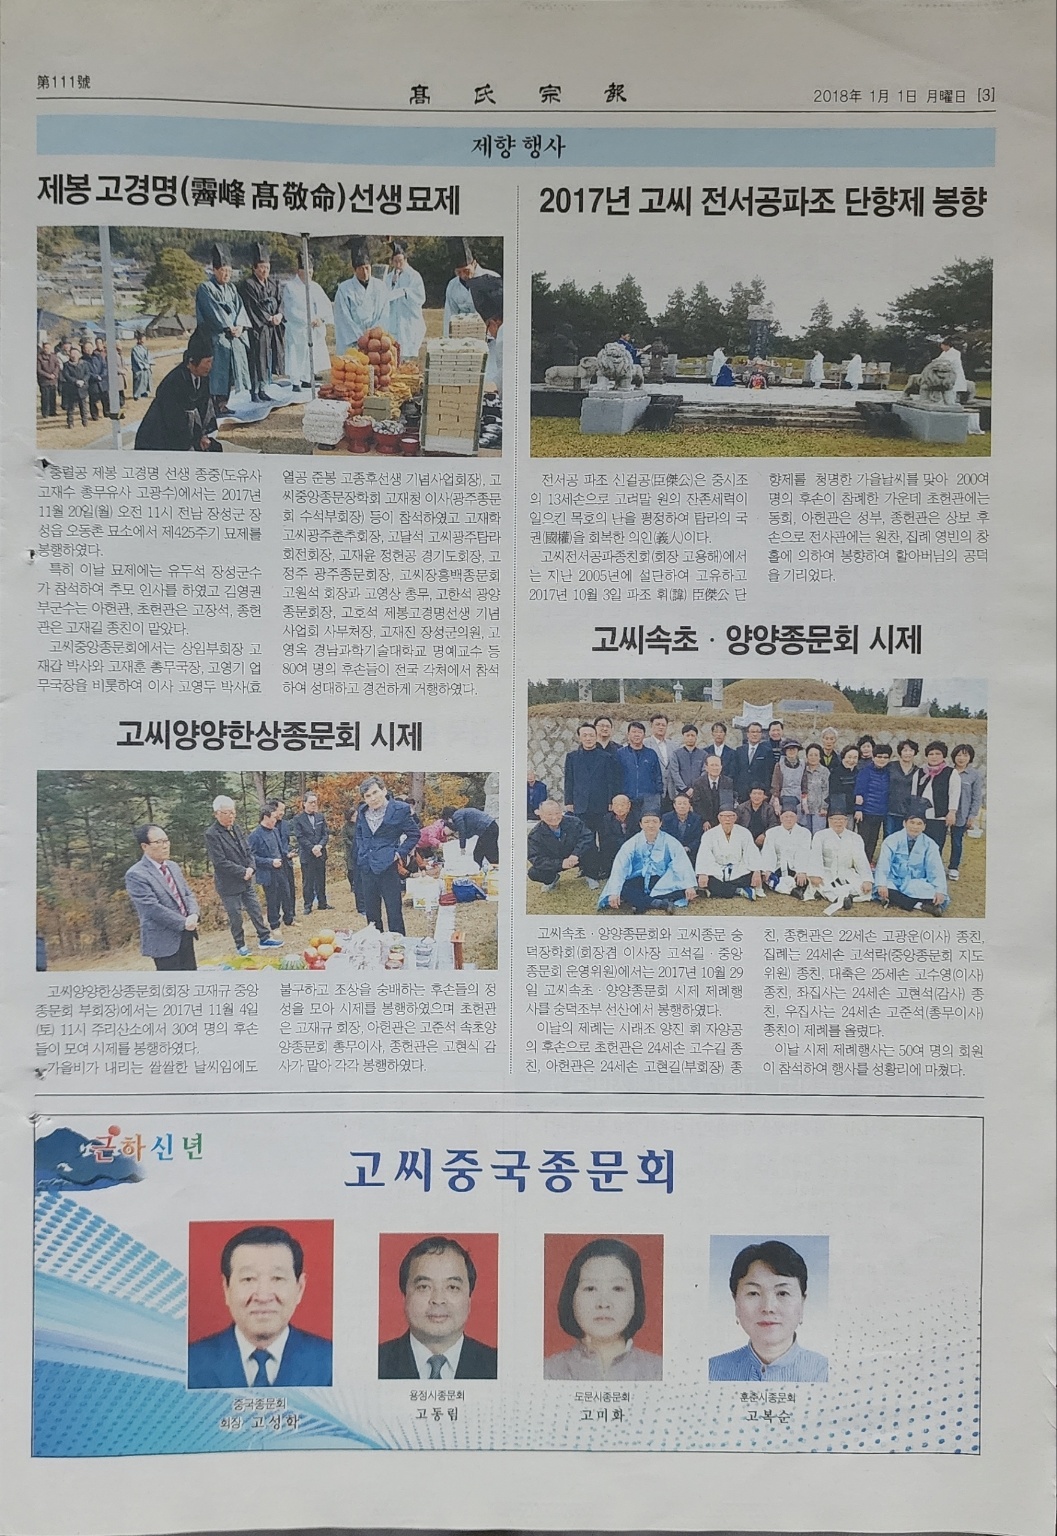 第111號
髙氏宗報
2018年 1月 1日 月曜日 [3]
제향 행사
제봉 고경명(霽峰 髙敬命)선생 묘제
충렬공 제봉 고경명 선생 종중(도유사
고재수 총무유사 고광수)에서는 2017년
11월 20일(월) 오전 11시 전남 장성군 장
성읍 오동촌 묘소에서 제425주기 묘제를
봉행하였다.
특히 이날 묘제에는 유두석 장성군수
가 참석하여 추모 인사를 하였고 김영권
부군수는 아헌관, 초헌관은 고장석, 종헌
관은 고재길 종친이 맡았다.
고씨중앙종문회에서는 상임부회장 고
재갑 박사와 고재훈 총무국장, 고영기 업
무국장을 비롯하여 이사 고영두 박사(효
열공 준봉 고종후선생 기념사업회장), 고
씨중앙종문장학회 고재청 이사(광주종문
회 수석부회장) 등이 참석하였고 고재학
고씨광주춘추회장, 고날석 고씨광주탐라
회전회장, 고재윤 정헌공 경기도회장, 고
정주 광주종문회장, 고씨장흥백종문회
고원석 회장과 고영상 총무, 고한석 광양
종문회장, 고호석 제봉고경명선생 기념
사업회 사무처장, 고재진 장성군의원, 고
영옥 경남과학기술대학교 명예교수 등
80여 명의 후손들이 전국 각처에서 참석
하여 성대하고 경건하게 거행하였다.
고씨양양한상종문회 시제
고씨양양한상종문회(회장 고재규 중앙
종문회 부회장)에서는 2017년 11월 4일
(토) 11시 주리산소에서 30여 명의 후손
들이 모여 시제를 봉행하였다.
가을비가 내리는 쌀쌀한 날씨임에도
불구하고 조상을 숭배하는 후손들의 정
성을 모아 시제를 봉행하였으며 초헌관
은 고재규 회장, 아헌관은 고준석 속초양
양종문회 총무이사, 종헌관은 고현식 감
사가 맡아 각각 봉행하였다.
2017년 고씨 전서공파조 단향제 봉향
전서공 파조 신걸공(臣傑公)은 중시조
의 13세손으로 고려말 원의 잔존세력이
일으킨 목호의 난을 평정하여 탐라의 국
권(國權)을 회복한 의인(義人)이다.
고씨전서공파종친회(회장 고용해)에서
는 지난 2005년에 설단하여 고유하고
2017년 10월 3일 파조 휘(諱) 臣傑公 단
향제를 청명한 가을날씨를 맞아 200여
명의 후손이 참례한 가운데 초헌관에는
동희, 아헌관은 성부, 종헌관은 상보 후
손으로 전사관에는 원찬, 집례 영빈의 창
홀에 의하여 봉향하여 할아버님의 공덕
을 기리었다.
고씨속초 · 양양종문회 시제
고씨속초 · 양양종문회와 고씨종문 숭
덕장학회(회장겸 이사장 고석길 · 중앙
종문회 운영위원)에서는 2017년 10월 29
일 고씨속초 · 양양종문회 시제 제례행
사를 숭덕조부 선산에서 봉행하였다.
이날의 제례는 시래조 양진 휘 자양공
의 후손으로 초헌관은 24세손 고수길 종
친, 아헌관은 24세손 고현길(부회장) 종
친, 종헌관은 22세손 고광운(이사) 종친,
집례는 24세손 고석락(중앙종문회 지도
위원) 종친, 대축은 25세손 고수영(이사)
종친, 좌집사는 24세손 고현석(감사) 종
친, 우집사는 24세손 고준석(총무이사)
종친이 제례를 올렸다.
이날 시제 제례행사는 50여 명의 회원
이 참석하여 행사를 성황리에 마쳤다.
근하신년
고씨중국종문회
중국종문회
회장 고성학
용정시종문회
고동림
도문시종문회
고미화
훈춘시종문회
고복순